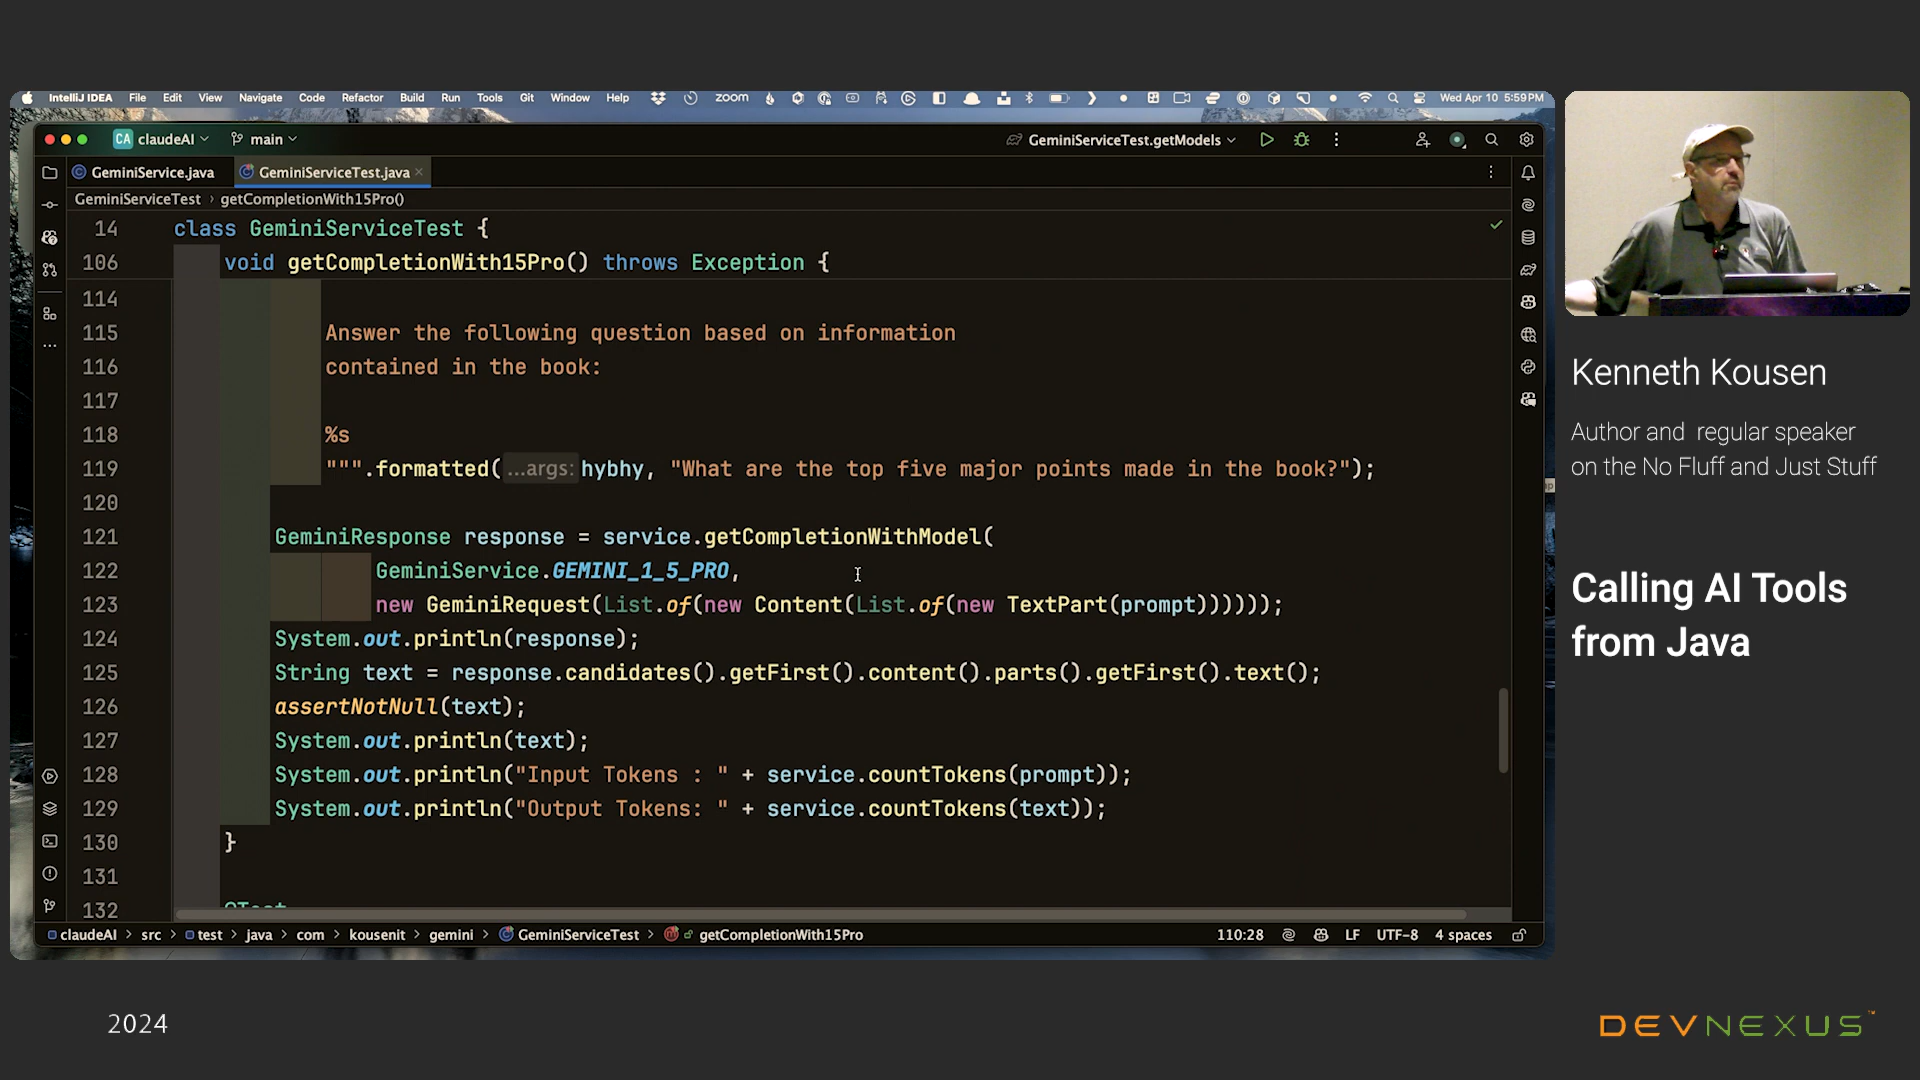 IntelliJ IDEA File Edit View Navigate Code Refactor Build Run Tools Git Window Help zoom Wed Apr 10 5:59 PM
CA claudeAI main GeminiServiceTest.getModels
GeminiService.java GeminiServiceTest.java
GeminiServiceTest › getCompletionWith15Pro()
14 class GeminiServiceTest {
106 void getCompletionWith15Pro() throws Exception {
114
115 Answer the following question based on information
116 contained in the book:
117
118 %s
119 """.formatted( ...args: hybhy, "What are the top five major points made in the book?");
120
121 GeminiResponse response = service.getCompletionWithModel(
122 GeminiService.GEMINI_1_5_PRO,
123 new GeminiRequest(List.of(new Content(List.of(new TextPart(prompt))))));
124 System.out.println(response);
125 String text = response.candidates().getFirst().content().parts().getFirst().text();
126 assertNotNull(text);
127 System.out.println(text);
128 System.out.println("Input Tokens : " + service.countTokens(prompt));
129 System.out.println("Output Tokens: " + service.countTokens(text));
130 }
131
132 @Test
claudeAI › src › test › java › com › kousenit › gemini › GeminiServiceTest › getCompletionWith15Pro 110:28 LF UTF-8 4 spaces
Kenneth Kousen
Author and regular speaker
on the No Fluff and Just Stuff
Calling AI Tools
from Java
2024
DEVNEXUS™